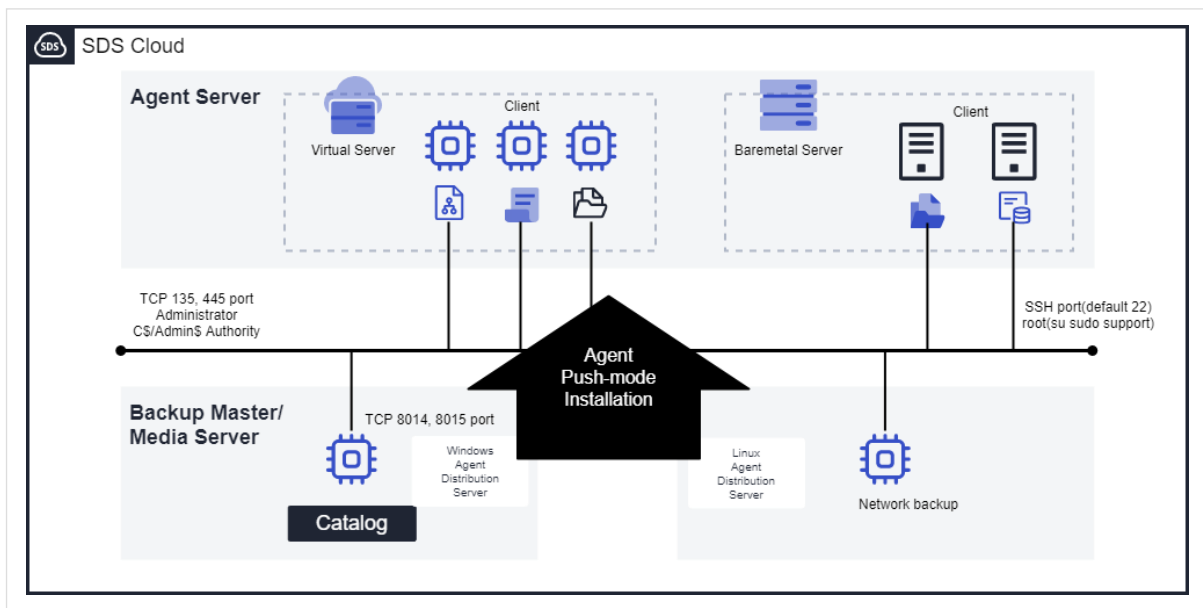 SDS
SDS Cloud
Agent Server
Client
Virtual Server
Client
Baremetal Server
TCP 135, 445 port
Administrator
C$/Admin$ Authority
SSH port(default 22)
root(su sudo support)
Agent
Push-mode
Installation
Backup Master/
Media Server
TCP 8014, 8015 port
Windows
Agent
Distribution
Server
Linux
Agent
Distribution
Server
Network backup
Catalog